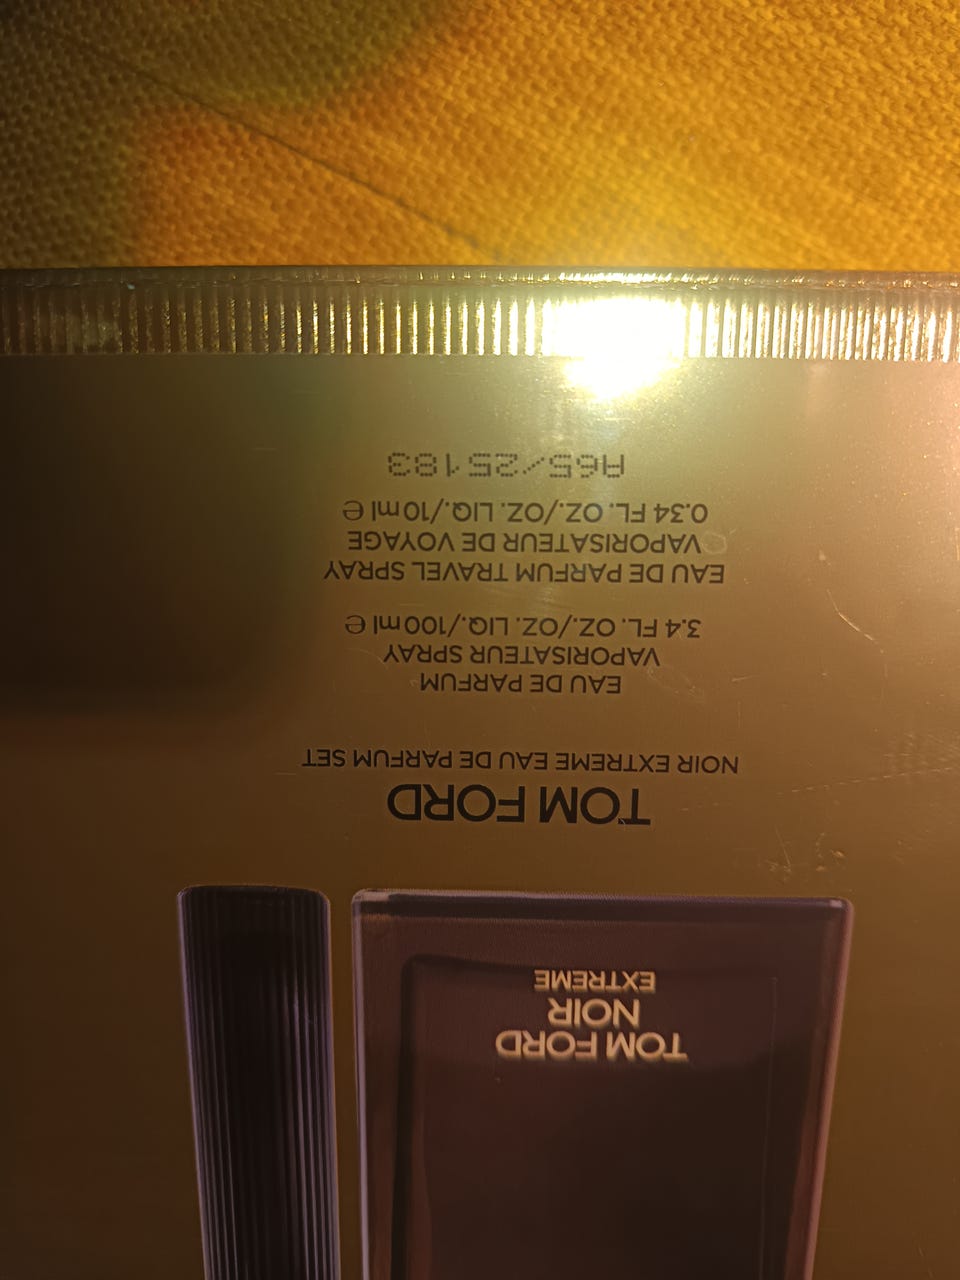 TOM FORD
NOIR
EXTREME
TOM FORD
NOIR EXTREME EAU DE PARFUM SET
EAU DE PARFUM
VAPORISATEUR SPRAY
3.4 FL. OZ./OZ. LIQ./100 ml ℮
EAU DE PARFUM TRAVEL SPRAY
VAPORISATEUR DE VOYAGE
0.34 FL. OZ./OZ. LIQ./10 ml ℮
A65/25183